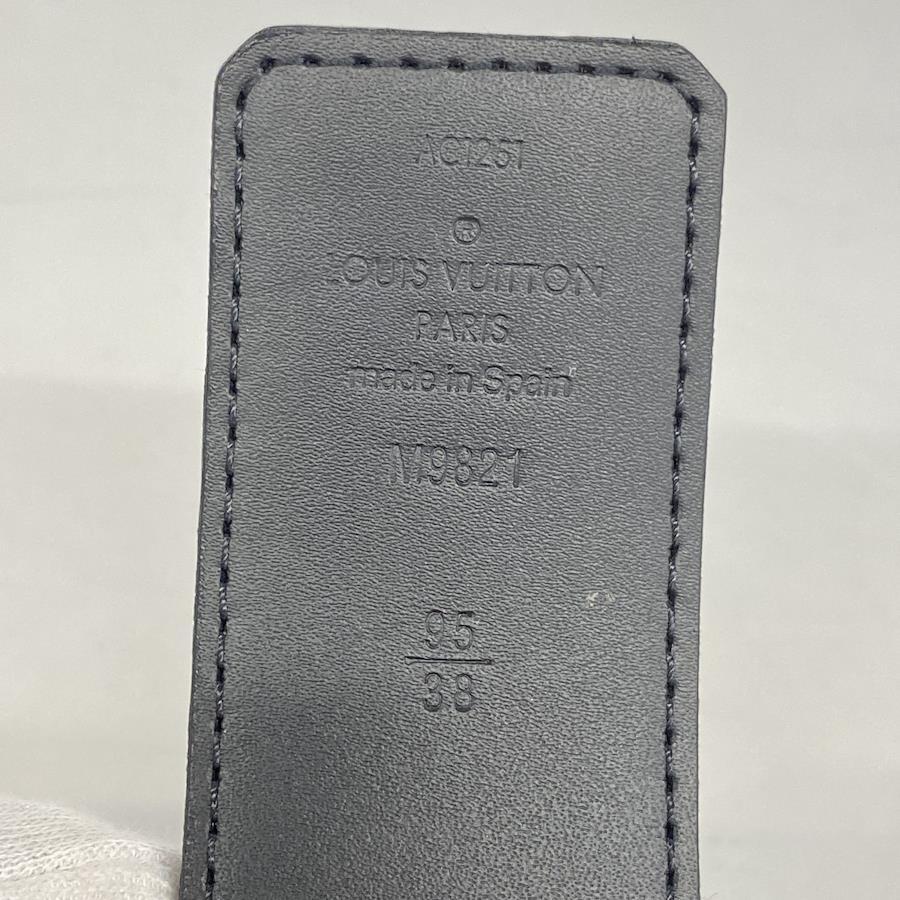 AC1251
®
LOUIS VUITTON
PARIS
made in Spain
M9821
95
38